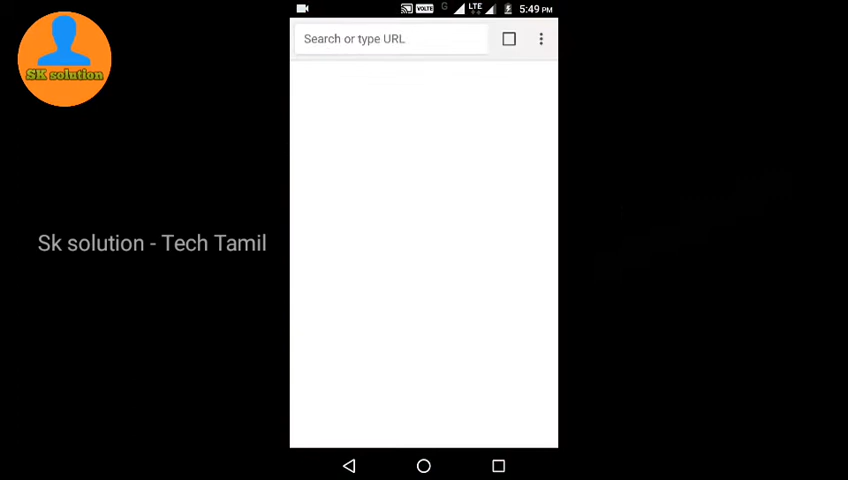 G LTE 5:49 PM
VOLTE
Search or type URL
SK solution
Sk solution - Tech Tamil